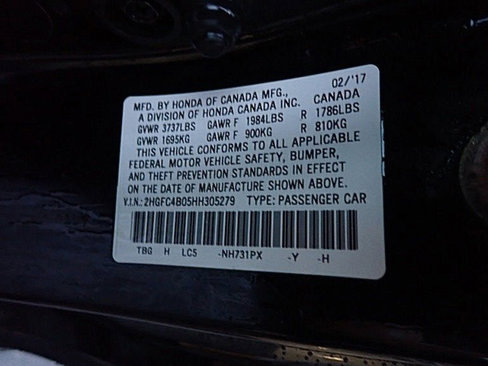 02/'17
MFD. BY HONDA OF CANADA MFG., CANADA
A DIVISION OF HONDA CANADA INC.
GVWR 3737LBS GAWR F 1984LBS R 1786LBS
GVWR 1695KG GAWR F 900KG R 810KG
THIS VEHICLE CONFORMS TO ALL APPLICABLE
FEDERAL MOTOR VEHICLE SAFETY, BUMPER,
AND THEFT PREVENTION STANDARDS IN EFFECT
ON THE DATE OF MANUFACTURE SHOWN ABOVE.
V.I.N.: 2HGFC4B05HH305279 TYPE: PASSENGER CAR
TBG H LC5 -NH731PX -Y -H